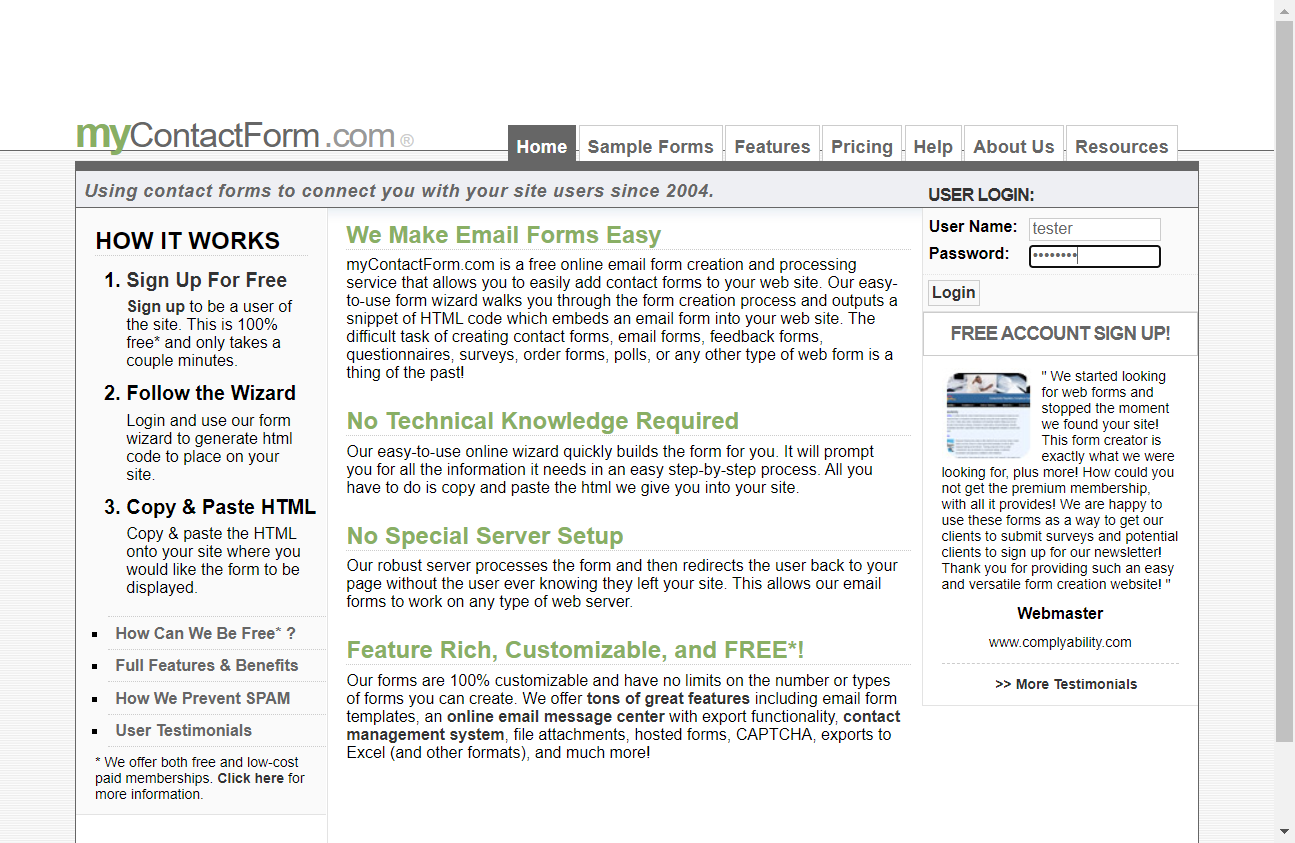 myContactForm.com ®
Home
Sample Forms
Features
Pricing
Help
About Us
Resources
Using contact forms to connect you with your site users since 2004.
USER LOGIN:
User Name: tester
Password: ••••••••
Login
HOW IT WORKS
1. Sign Up For Free
Sign up to be a user of
the site. This is 100%
free* and only takes a
couple minutes.
2. Follow the Wizard
Login and use our form
wizard to generate html
code to place on your
site.
3. Copy & Paste HTML
Copy & paste the HTML
onto your site where you
would like the form to be
displayed.
How Can We Be Free* ?
Full Features & Benefits
How We Prevent SPAM
User Testimonials
* We offer both free and low-cost
paid memberships. Click here for
more information.
We Make Email Forms Easy
myContactForm.com is a free online email form creation and processing
service that allows you to easily add contact forms to your web site. Our easy-
to-use form wizard walks you through the form creation process and outputs a
snippet of HTML code which embeds an email form into your web site. The
difficult task of creating contact forms, email forms, feedback forms,
questionnaires, surveys, order forms, polls, or any other type of web form is a
thing of the past!
No Technical Knowledge Required
Our easy-to-use online wizard quickly builds the form for you. It will prompt
you for all the information it needs in an easy step-by-step process. All you
have to do is copy and paste the html we give you into your site.
No Special Server Setup
Our robust server processes the form and then redirects the user back to your
page without the user ever knowing they left your site. This allows our email
forms to work on any type of web server.
Feature Rich, Customizable, and FREE*!
Our forms are 100% customizable and have no limits on the number or types
of forms you can create. We offer tons of great features including email form
templates, an online email message center with export functionality, contact
management system, file attachments, hosted forms, CAPTCHA, exports to
Excel (and other formats), and much more!
FREE ACCOUNT SIGN UP!
" We started looking
for web forms and
stopped the moment
we found your site!
This form creator is
exactly what we were
looking for, plus more! How could you
not get the premium membership,
with all it provides! We are happy to
use these forms as a way to get our
clients to submit surveys and potential
clients to sign up for our newsletter!
Thank you for providing such an easy
and versatile form creation website! "
Webmaster
www.complyability.com
>> More Testimonials